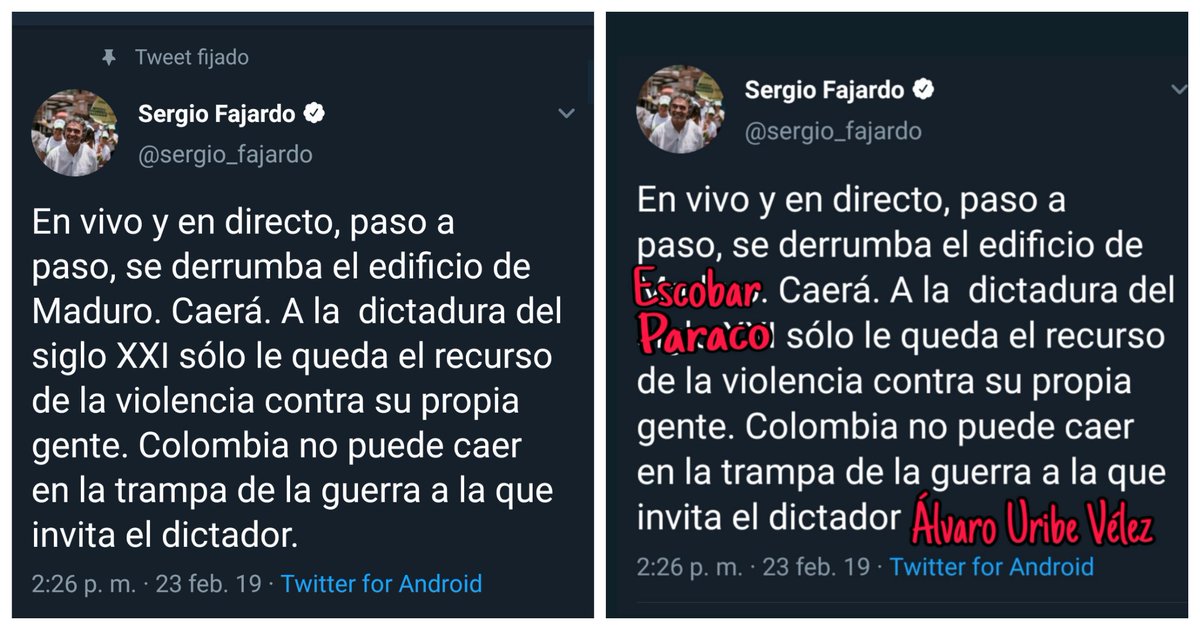 Tweet fijado
Sergio Fajardo
@sergio_fajardo
En vivo y en directo, paso a
paso, se derrumba el edificio de
Maduro. Caerá. A la dictadura del
siglo XXI sólo le queda el recurso
de la violencia contra su propia
gente. Colombia no puede caer
en la trampa de la guerra a la que
invita el dictador.
2:26 p. m. · 23 feb. 19 · Twitter for Android
Sergio Fajardo
@sergio_fajardo
En vivo y en directo, paso a
paso, se derrumba el edificio de
Escobar. Caerá. A la dictadura del
Paraco sólo le queda el recurso
de la violencia contra su propia
gente. Colombia no puede caer
en la trampa de la guerra a la que
invita el dictador Álvaro Uribe Vélez
2:26 p. m. · 23 feb. 19 · Twitter for Android